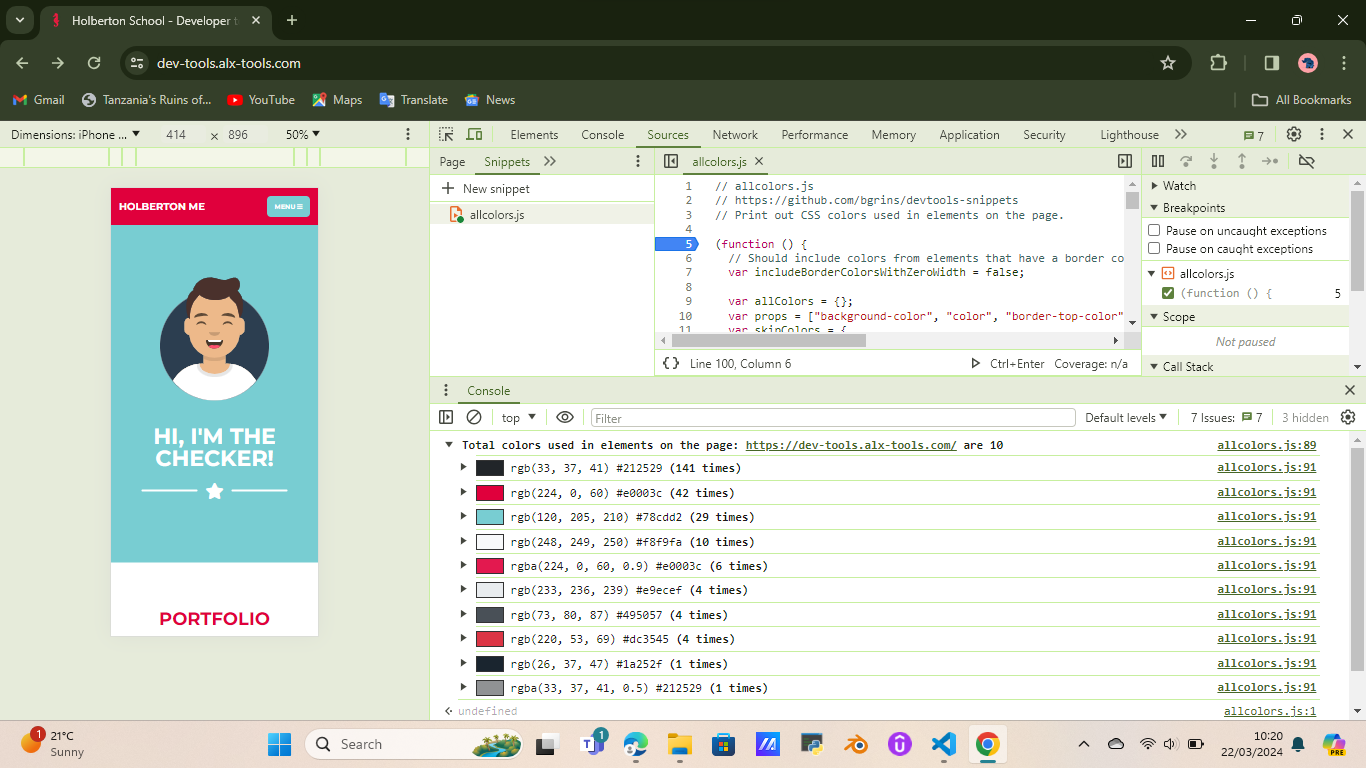 Holberton School - Developer t
dev-tools.alx-tools.com
Gmail Tanzania's Ruins of... YouTube Maps Translate News All Bookmarks
Dimensions: iPhone ... 414 × 896 50%
Elements Console Sources Network Performance Memory Application Security Lighthouse 7
Page Snippets
allcolors.js
New snippet
allcolors.js
1 // allcolors.js
2 // https://github.com/bgrins/devtools-snippets
3 // Print out CSS colors used in elements on the page.
4
5 (function () {
6 // Should include colors from elements that have a border co
7 var includeBorderColorsWithZeroWidth = false;
8
9 var allColors = {};
10 var props = ["background-color", "color", "border-top-color"
11 var skipColors = {
{} Line 100, Column 6 Ctrl+Enter Coverage: n/a
Watch
Breakpoints
Pause on uncaught exceptions
Pause on caught exceptions
allcolors.js
(function () { 5
Scope
Not paused
Call Stack
HOLBERTON ME MENU
HI, I'M THE
CHECKER!
PORTFOLIO
Console
top Filter Default levels 7 Issues: 7 3 hidden
Total colors used in elements on the page: https://dev-tools.alx-tools.com/ are 10 allcolors.js:89
rgb(33, 37, 41) #212529 (141 times) allcolors.js:91
rgb(224, 0, 60) #e0003c (42 times) allcolors.js:91
rgb(120, 205, 210) #78cdd2 (29 times) allcolors.js:91
rgb(248, 249, 250) #f8f9fa (10 times) allcolors.js:91
rgba(224, 0, 60, 0.9) #e0003c (6 times) allcolors.js:91
rgb(233, 236, 239) #e9ecef (4 times) allcolors.js:91
rgb(73, 80, 87) #495057 (4 times) allcolors.js:91
rgb(220, 53, 69) #dc3545 (4 times) allcolors.js:91
rgb(26, 37, 47) #1a252f (1 times) allcolors.js:91
rgba(33, 37, 41, 0.5) #212529 (1 times) allcolors.js:91
undefined allcolors.js:1
1 21°C
Sunny
Search
1
10:20
22/03/2024
PRE